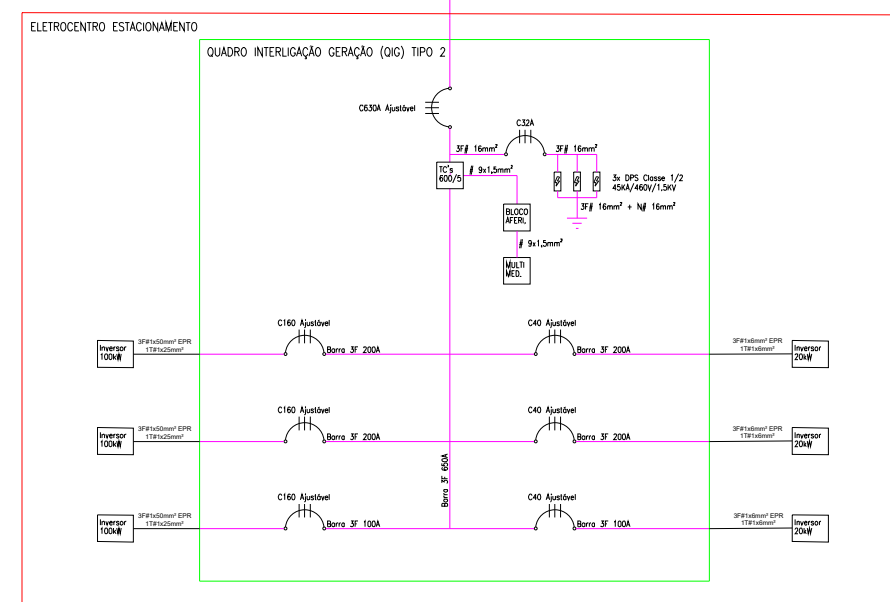 ELETROCENTRO ESTACIONAMENTO
QUADRO INTERLIGAÇÃO GERAÇÃO (QIG) TIPO 2
C630A Ajustável
C32A
3F# 16mm²
3F# 16mm²
TC's
600/5
# 9x1,5mm²
3x DPS Classe 1/2
45KA/460V/1.5KV
3F# 16mm² + N# 16mm²
BLOCO
AFERI.
# 9x1,5mm²
MULTI
MED.
C160 Ajustável
C40 Ajustável
Inversor
100kW
3F#1x50mm² EPR
1T#1x25mm²
Barra 3F 200A
Barra 3F 200A
3F#1x6mm² EPR
1T#1x6mm²
Inversor
20kW
C160 Ajustável
C40 Ajustável
Inversor
100kW
3F#1x50mm² EPR
1T#1x25mm²
Barra 3F 200A
Barra 3F 200A
3F#1x6mm² EPR
1T#1x6mm²
Inversor
20kW
Barra 3F 650A
C160 Ajustável
C40 Ajustável
Inversor
100kW
3F#1x50mm² EPR
1T#1x25mm²
Barra 3F 100A
Barra 3F 100A
3F#1x6mm² EPR
1T#1x6mm²
Inversor
20kW